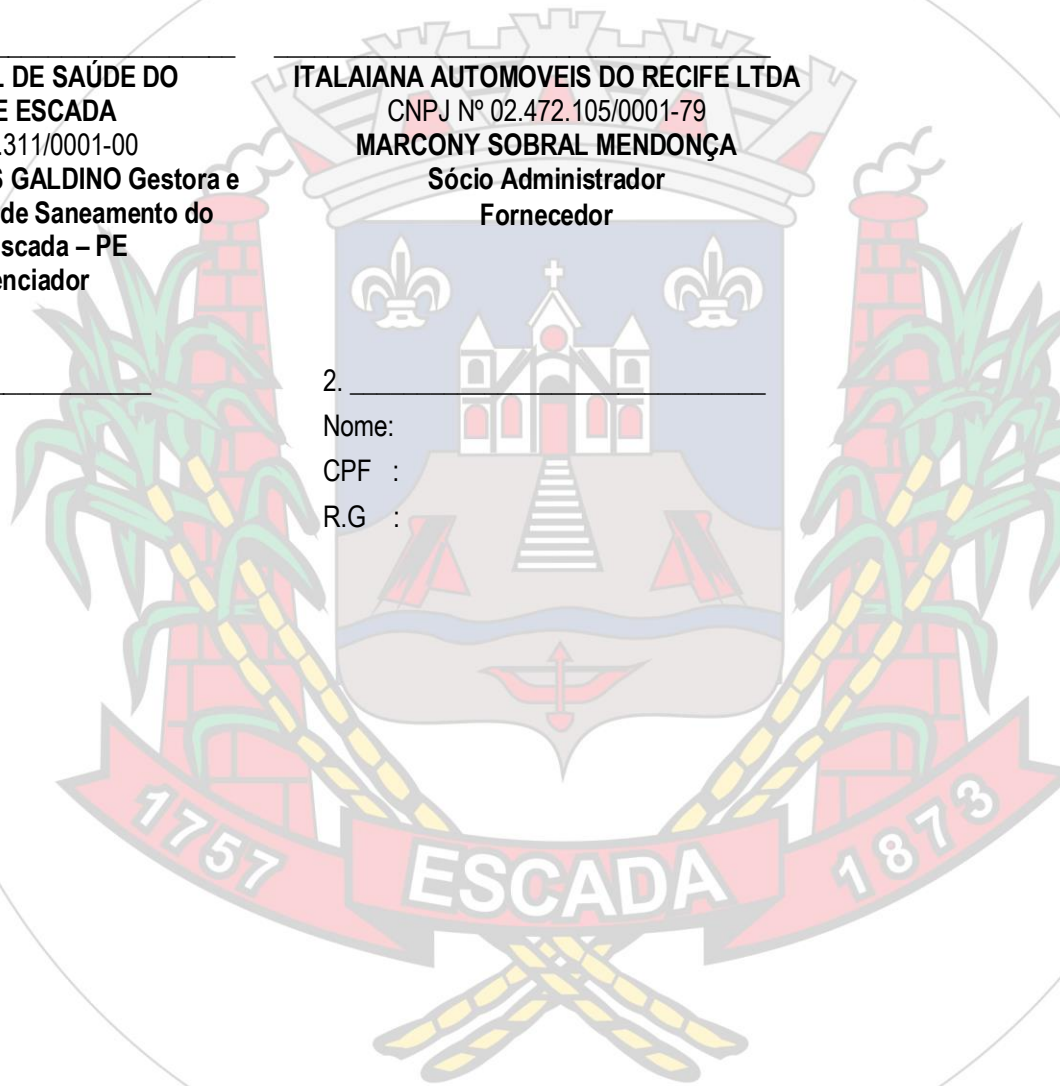 L DE SAÚDE DO
E ESCADA
.311/0001-00
S GALDINO Gestora e
de Saneamento do
scada – PE
enciador
ITALAIANA AUTOMOVEIS DO RECIFE LTDA
CNPJ Nº 02.472.105/0001-79
MARCONY SOBRAL MENDONÇA
Sócio Administrador
Fornecedor
2. ________________________________
Nome:
CPF :
R.G :
1757
ESCADA
1873